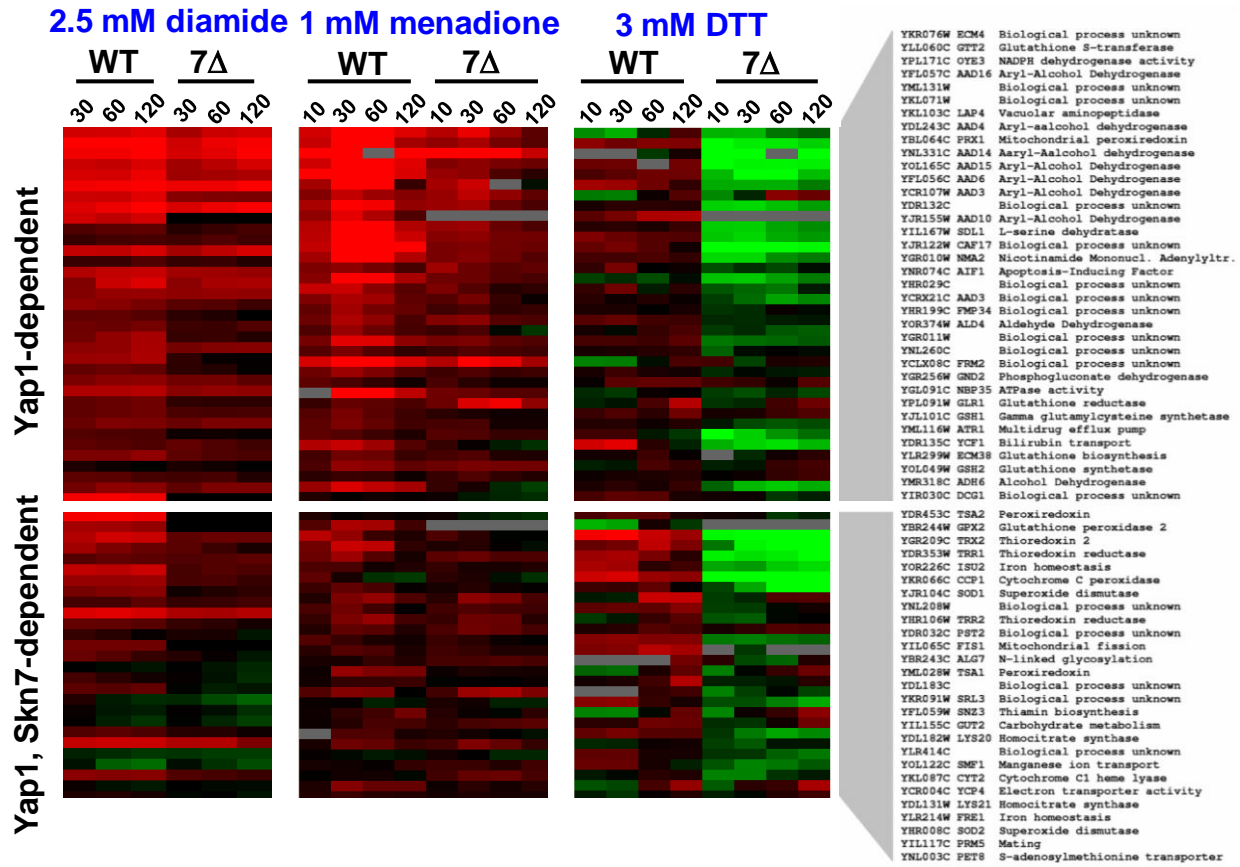 2.5 mM diamide 1 mM menadione 3 mM DTT
WT 7Δ WT 7Δ WT 7Δ
30 60 120 30 60 120 10 30 60 120 10 30 60 120 10 30 60 120 10 30 60 120
Yap1-dependent
Yap1, Skn7-dependent
YKR076W ECM4 Biological process unknown
YLL060C GTT2 Glutathione S-transferase
YPL171C OYE3 NADPH dehydrogenase activity
YFL057C AAD16 Aryl-Alcohol Dehydrogenase
YML131W Biological process unknown
YKL071W Biological process unknown
YKL103C LAP4 Vacuolar aminopeptidase
YDL243C AAD4 Aryl-aalcohol dehydrogenase
YBL064C PRX1 Mitochondrial peroxiredoxin
YNL331C AAD14 Aaryl-Aalcohol dehydrogenase
YOL165C AAD15 Aryl-Alcohol Dehydrogenase
YFL056C AAD6 Aryl-Alcohol Dehydrogenase
YCR107W AAD3 Aryl-Alcohol Dehydrogenase
YDR132C Biological process unknown
YJR155W AAD10 Aryl-Alcohol Dehydrogenase
YIL167W SDL1 L-serine dehydratase
YJR122W CAF17 Biological process unknown
YGR010W NMA2 Nicotinamide Mononucl. Adenylyltr.
YNR074C AIF1 Apoptosis-Inducing Factor
YHR029C Biological process unknown
YCRX21C AAD3 Biological process unknown
YHR199C FMP34 Biological process unknown
YOR374W ALD4 Aldehyde Dehydrogenase
YGR011W Biological process unknown
YNL260C Biological process unknown
YCLX08C FRM2 Biological process unknown
YGR256W GND2 Phosphogluconate dehydrogenase
YGL091C NBP35 ATPase activity
YPL091W GLR1 Glutathione reductase
YJL101C GSH1 Gamma glutamylcysteine synthetase
YML116W ATR1 Multidrug efflux pump
YDR135C YCF1 Bilirubin transport
YLR299W ECM38 Glutathione biosynthesis
YOL049W GSH2 Glutathione synthetase
YMR318C ADH6 Alcohol Dehydrogenase
YIR030C DCG1 Biological process unknown
YDR453C TSA2 Peroxiredoxin
YBR244W GPX2 Glutathione peroxidase 2
YGR209C TRX2 Thioredoxin 2
YDR353W TRR1 Thioredoxin reductase
YOR226C ISU2 Iron homeostasis
YKR066C CCP1 Cytochrome C peroxidase
YJR104C SOD1 Superoxide dismutase
YNL208W Biological process unknown
YHR106W TRR2 Thioredoxin reductase
YDR032C PST2 Biological process unknown
YIL065C FIS1 Mitochondrial fission
YBR243C ALG7 N-linked glycosylation
YML028W TSA1 Peroxiredoxin
YDL183C Biological process unknown
YKR091W SRL3 Biological process unknown
YFL059W SNZ3 Thiamin biosynthesis
YIL155C GUT2 Carbohydrate metabolism
YDL182W LYS20 Homocitrate synthase
YLR414C Biological process unknown
YOL122C SMF1 Manganese ion transport
YKL087C CYT2 Cytochrome C1 heme lyase
YCR004C YCP4 Electron transporter activity
YDL131W LYS21 Homocitrate synthase
YLR214W FRE1 Iron homeostasis
YHR008C SOD2 Superoxide dismutase
YIL117C PRM5 Mating
YNL003C PET8 S-adenosylmethionine transporter